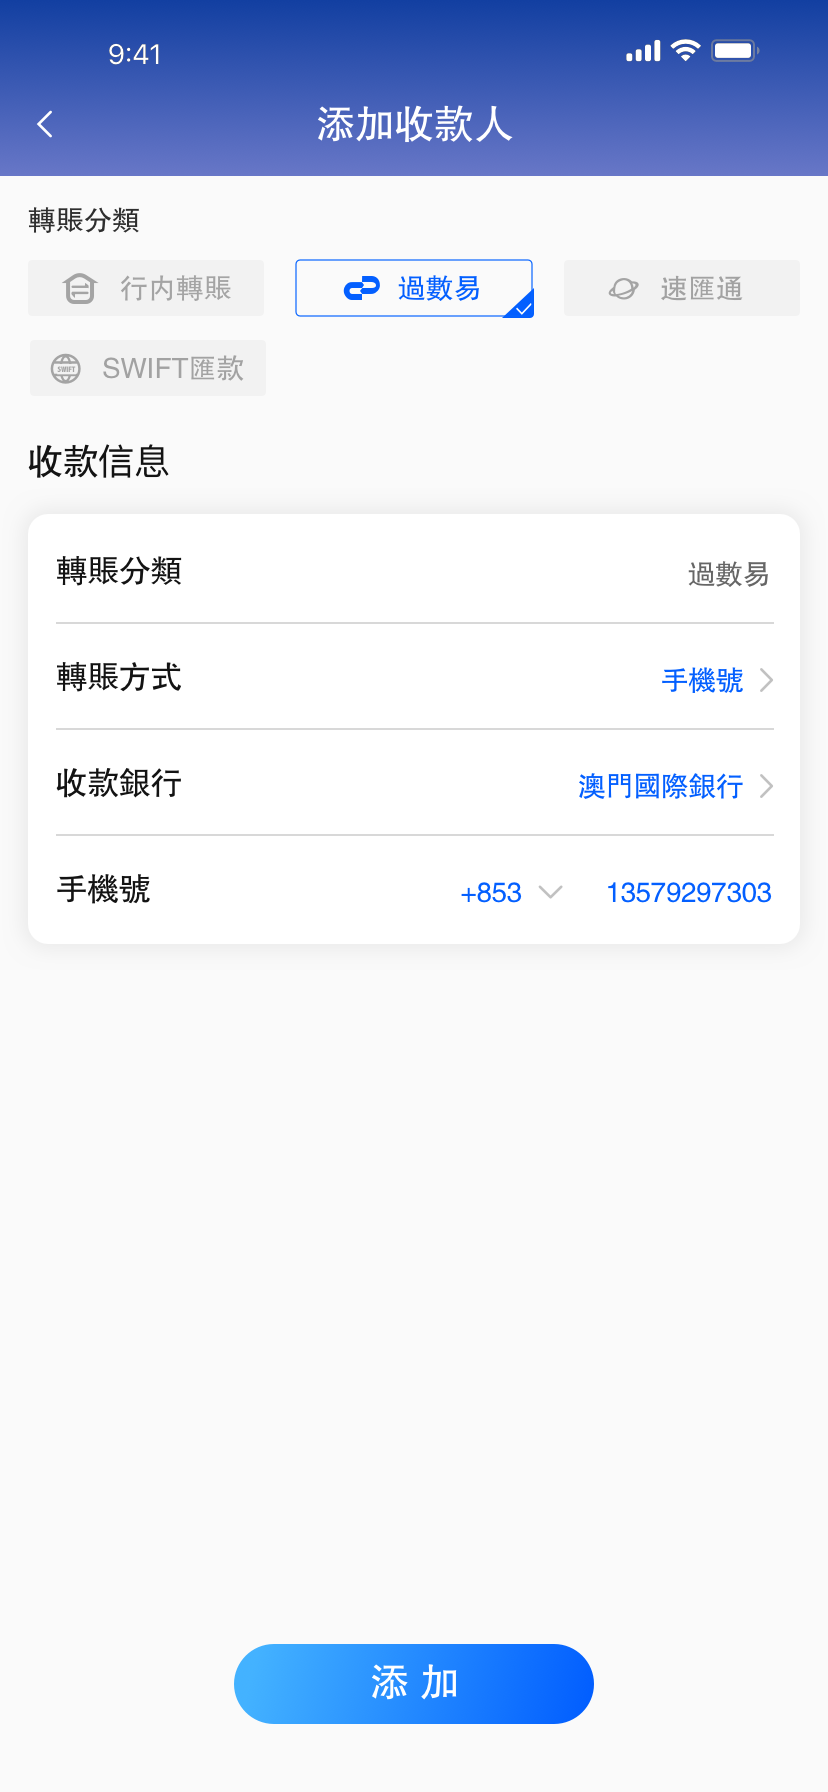 9:41
添加收款人
轉賬分類
行内轉賬
過數易
速匯通
SWIFT
SWIFT匯款
收款信息
轉賬分類 過數易
轉賬方式 手機號
收款銀行 澳門國際銀行
手機號 +853 13579297303
添 加